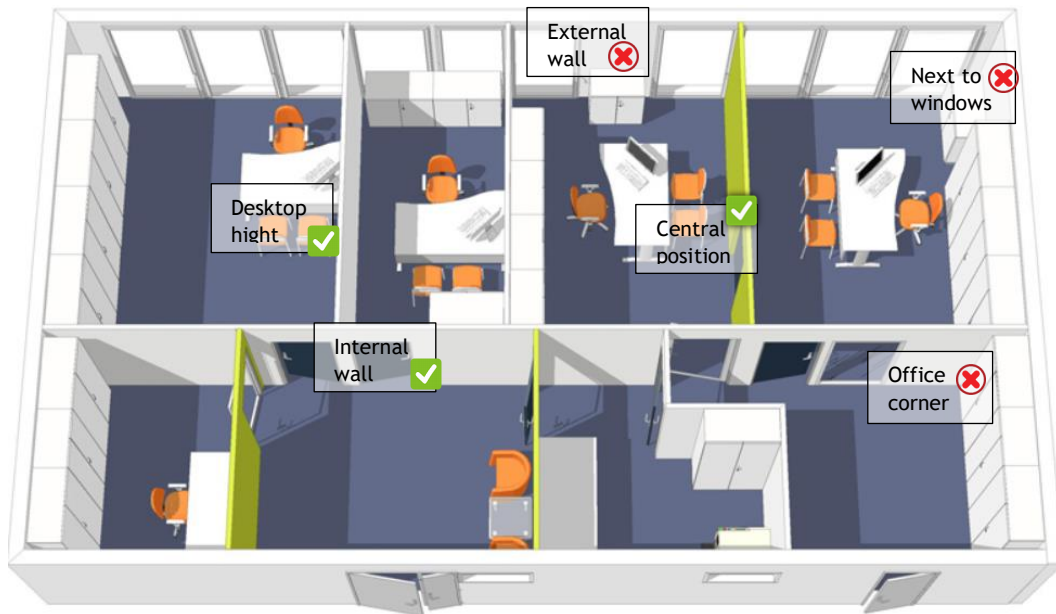 External
wall
Next to
windows
Desktop
hight
Central
position
Internal
wall
Office
corner